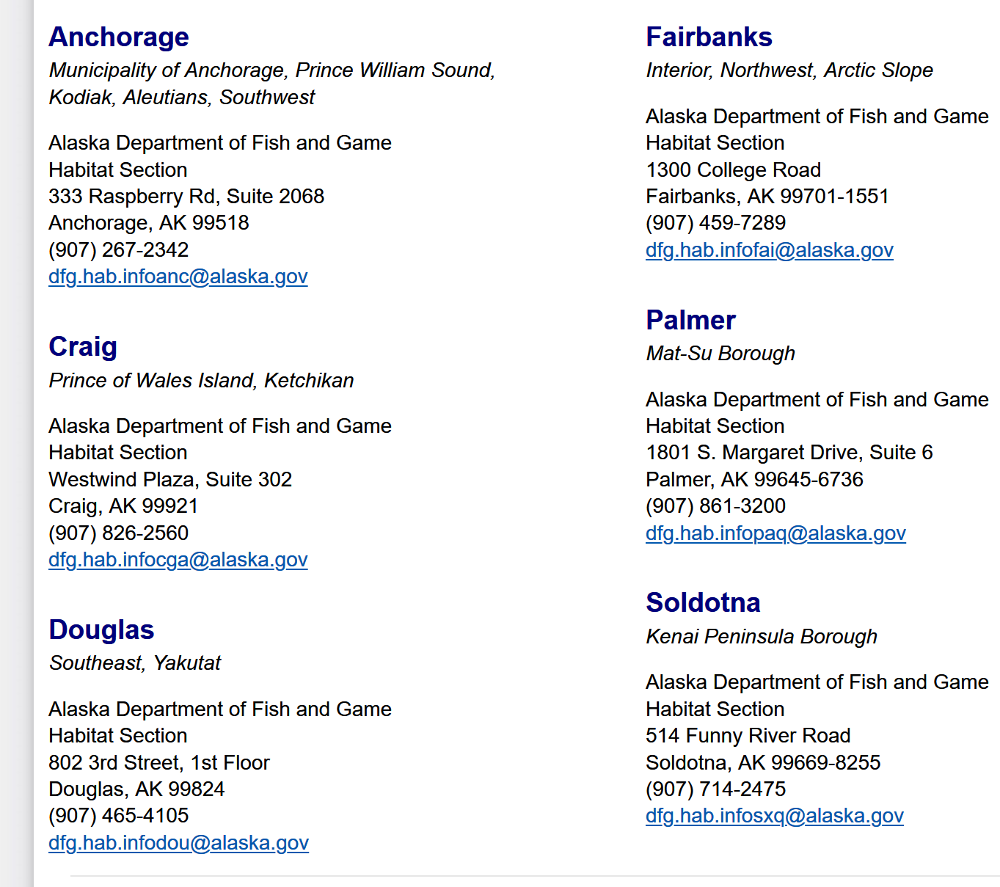 Anchorage
Municipality of Anchorage, Prince William Sound,
Kodiak, Aleutians, Southwest
Alaska Department of Fish and Game
Habitat Section
333 Raspberry Rd, Suite 2068
Anchorage, AK 99518
(907) 267-2342
dfg.hab.infoanc@alaska.gov
Craig
Prince of Wales Island, Ketchikan
Alaska Department of Fish and Game
Habitat Section
Westwind Plaza, Suite 302
Craig, AK 99921
(907) 826-2560
dfg.hab.infocga@alaska.gov
Douglas
Southeast, Yakutat
Alaska Department of Fish and Game
Habitat Section
802 3rd Street, 1st Floor
Douglas, AK 99824
(907) 465-4105
dfg.hab.infodou@alaska.gov
Fairbanks
Interior, Northwest, Arctic Slope
Alaska Department of Fish and Game
Habitat Section
1300 College Road
Fairbanks, AK 99701-1551
(907) 459-7289
dfg.hab.infofai@alaska.gov
Palmer
Mat-Su Borough
Alaska Department of Fish and Game
Habitat Section
1801 S. Margaret Drive, Suite 6
Palmer, AK 99645-6736
(907) 861-3200
dfg.hab.infopaq@alaska.gov
Soldotna
Kenai Peninsula Borough
Alaska Department of Fish and Game
Habitat Section
514 Funny River Road
Soldotna, AK 99669-8255
(907) 714-2475
dfg.hab.infosxq@alaska.gov